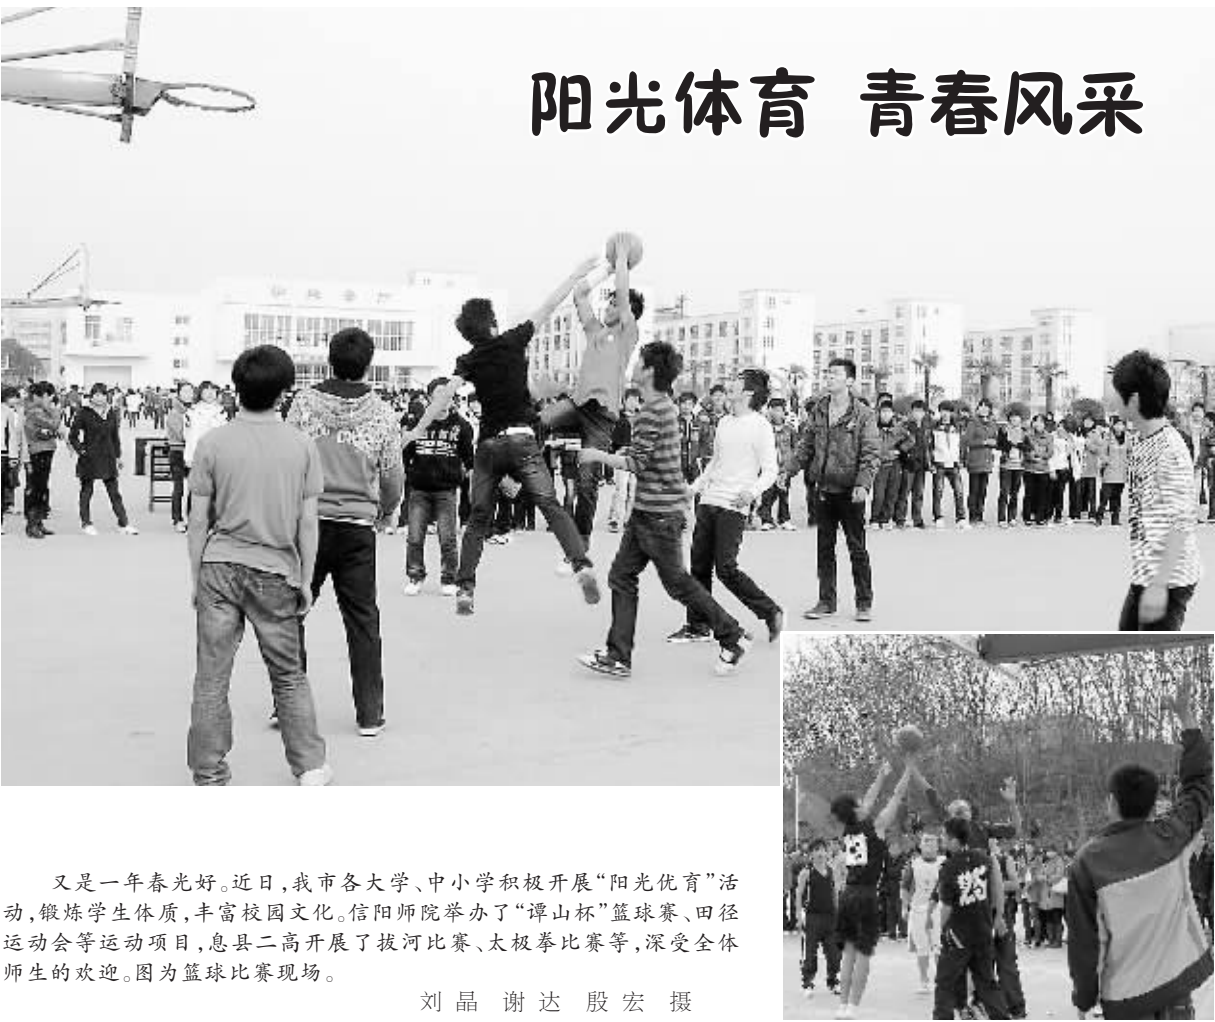 阳光体育 青春风采
又是一年春光好。近日,我市各大学、中小学积极开展“阳光优育”活
动,锻炼学生体质,丰富校园文化。信阳师院举办了“谭山杯”篮球赛、田径
运动会等运动项目,息县二高开展了拔河比赛、太极拳比赛等,深受全体
师生的欢迎。图为篮球比赛现场。
刘 晶 谢 达 殷 宏 摄